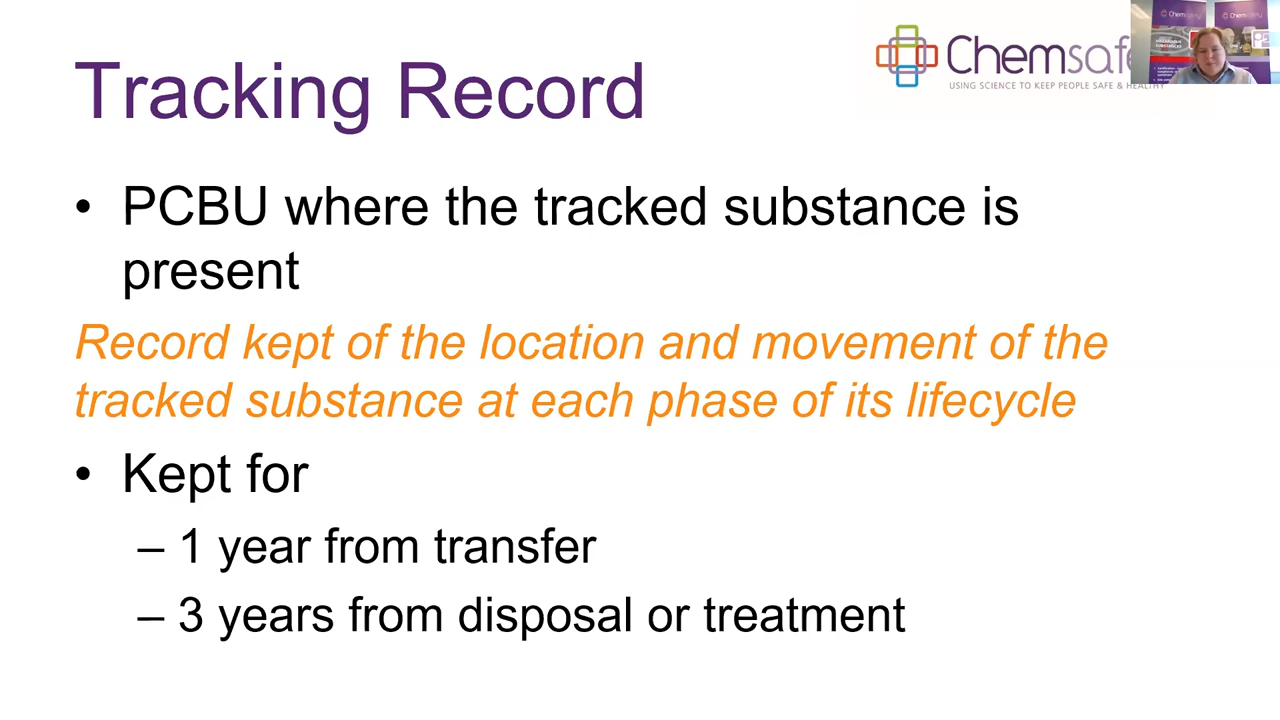 Tracking Record
Chemsafe
USING SCIENCE TO KEEP PEOPLE SAFE & HEALTHY
• PCBU where the tracked substance is
present
Record kept of the location and movement of the
tracked substance at each phase of its lifecycle
• Kept for
– 1 year from transfer
– 3 years from disposal or treatment